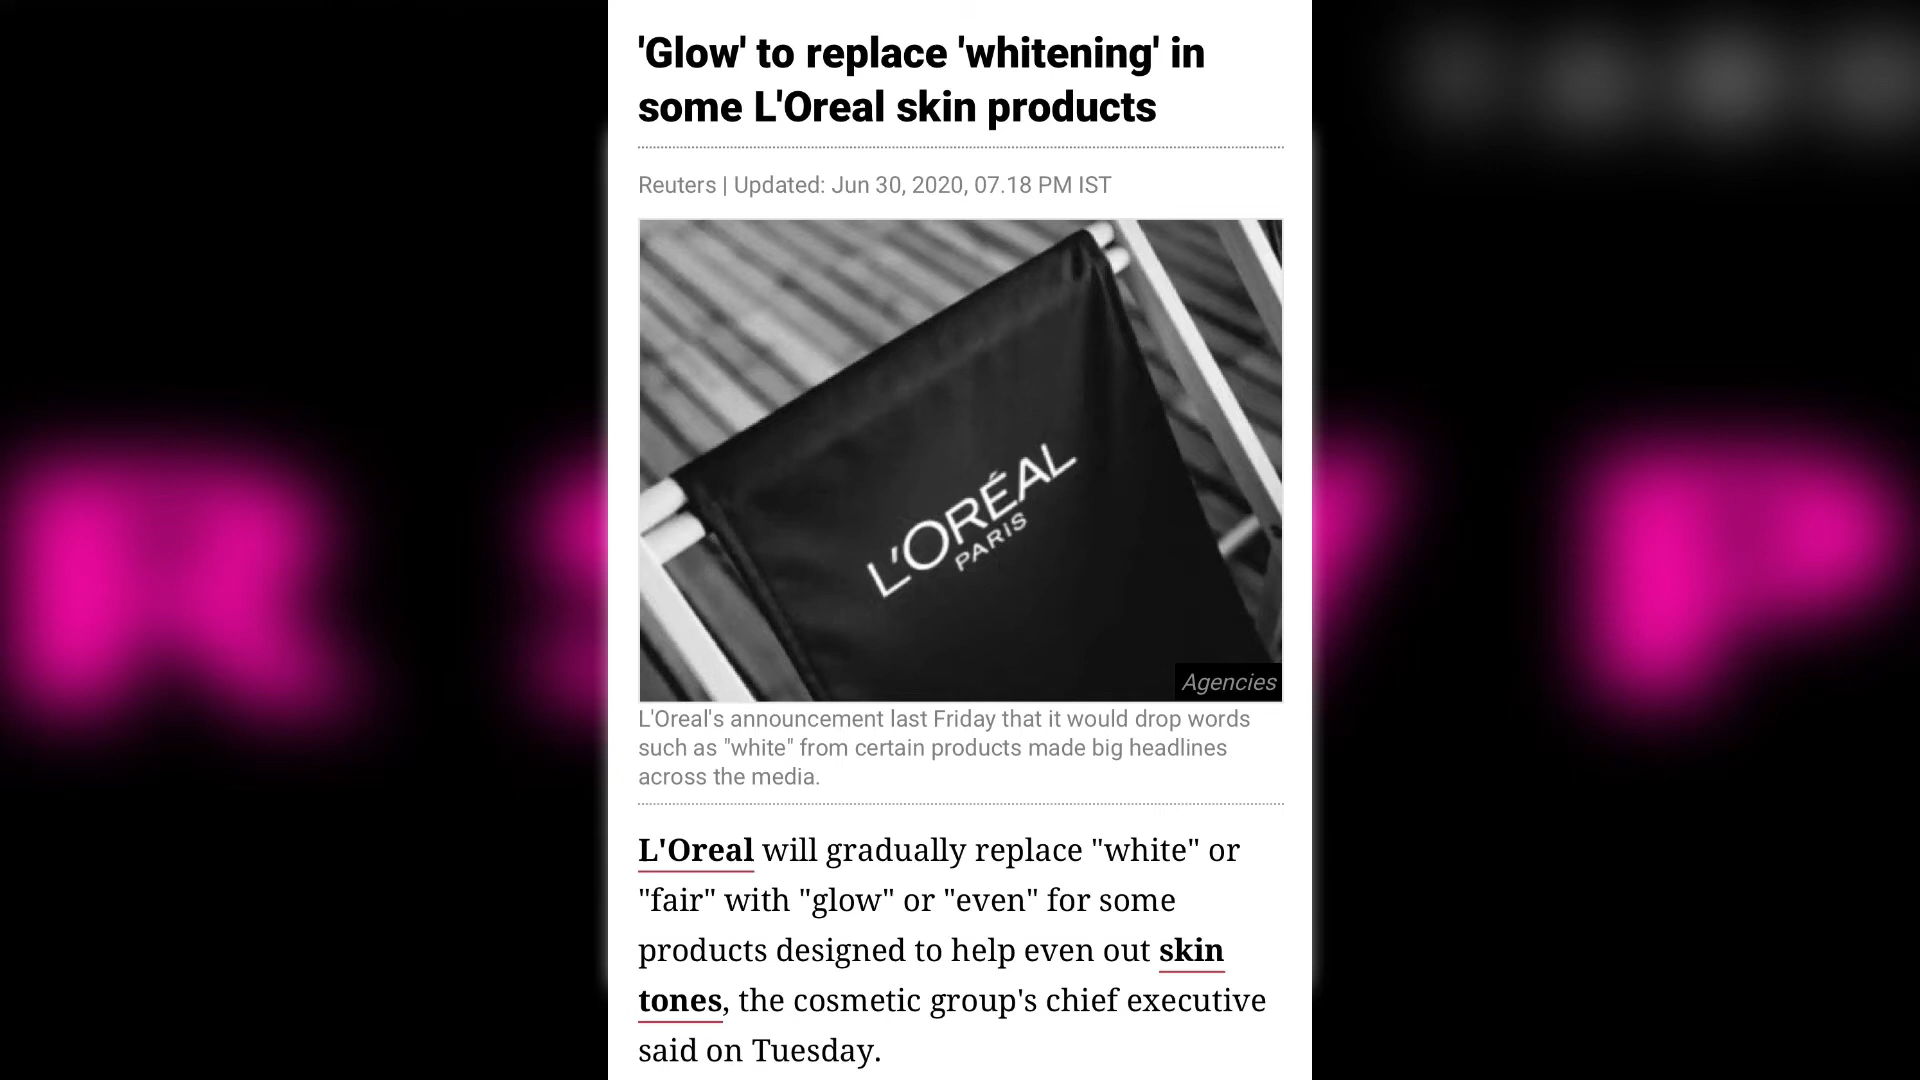 'Glow' to replace 'whitening' in
some L'Oreal skin products
Reuters | Updated: Jun 30, 2020, 07.18 PM IST
L'ORÉAL
PARIS
Agencies
L'Oreal's announcement last Friday that it would drop words
such as "white" from certain products made big headlines
across the media.
L'Oreal will gradually replace "white" or
"fair" with "glow" or "even" for some
products designed to help even out skin
tones, the cosmetic group's chief executive
said on Tuesday.